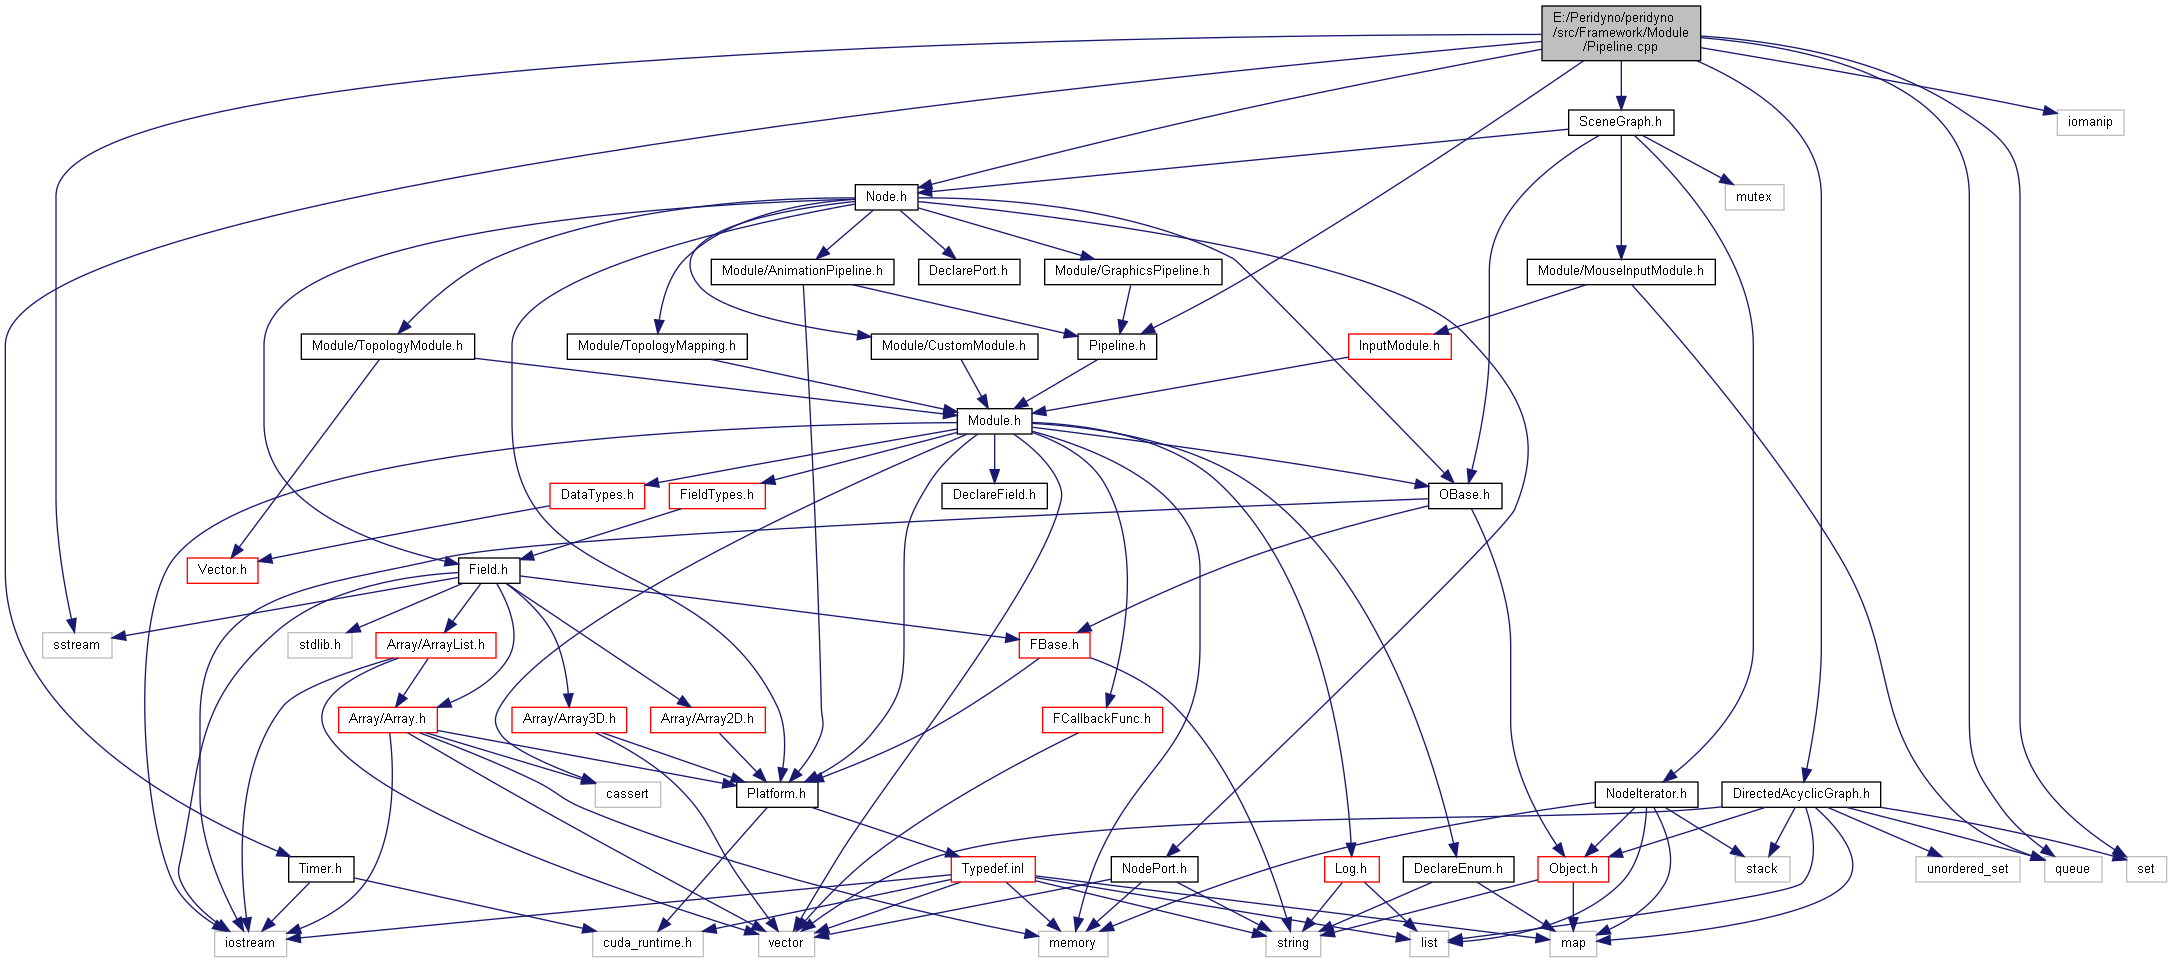 E:/Peridyno/peridyno
/src/Framework/Module
/Pipeline.cpp
SceneGraph.h
iomanip
Node.h
mutex
Module/AnimationPipeline.h
DeclarePort.h
Module/GraphicsPipeline.h
Module/MouseInputModule.h
Module/TopologyModule.h
Module/TopologyMapping.h
Module/CustomModule.h
Pipeline.h
InputModule.h
Module.h
DataTypes.h
FieldTypes.h
DeclareField.h
OBase.h
Vector.h
Field.h
sstream
stdlib.h
Array/ArrayList.h
FBase.h
Array/Array.h
Array/Array3D.h
Array/Array2D.h
FCallbackFunc.h
cassert
Platform.h
NodeIterator.h
DirectedAcyclicGraph.h
Timer.h
Typedef.inl
NodePort.h
Log.h
DeclareEnum.h
Object.h
stack
unordered_set
queue
set
iostream
cuda_runtime.h
vector
memory
string
list
map